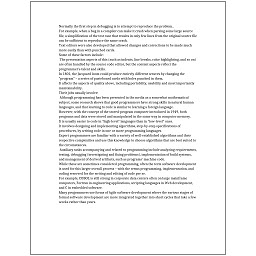 Normally the first step in debugging is to attempt to reproduce the problem.
For example, when a bug in a compiler can make it crash when parsing some large source
file, a simplification of the test case that results in only few lines from the original source file
can be sufficient to reproduce the same crash.
Text editors were also developed that allowed changes and corrections to be made much
more easily than with punched cards.
Some of these factors include:
The presentation aspects of this (such as indents, line breaks, color highlighting, and so on)
are often handled by the source code editor, but the content aspects reflect the
programmer's talent and skills.
In 1801, the Jacquard loom could produce entirely different weaves by changing the
"program" - a series of pasteboard cards with holes punched in them.
It affects the aspects of quality above, including portability, usability and most importantly
maintainability.
Their jobs usually involve:
Although programming has been presented in the media as a somewhat mathematical
subject, some research shows that good programmers have strong skills in natural human
languages, and that learning to code is similar to learning a foreign language.
However, with the concept of the stored-program computer introduced in 1949, both
programs and data were stored and manipulated in the same way in computer memory.
It is usually easier to code in "high-level" languages than in "low-level" ones.
It involves designing and implementing algorithms, step-by-step specifications of
procedures, by writing code in one or more programming languages.
Expert programmers are familiar with a variety of well-established algorithms and their
respective complexities and use this knowledge to choose algorithms that are best suited to
the circumstances.
Auxiliary tasks accompanying and related to programming include analyzing requirements,
testing, debugging (investigating and fixing problems), implementation of build systems,
and management of derived artifacts, such as programs' machine code.
While these are sometimes considered programming, often the term software development
is used for this larger overall process – with the terms programming, implementation, and
coding reserved for the writing and editing of code per se.
For example, COBOL is still strong in corporate data centers often on large mainframe
computers, Fortran in engineering applications, scripting languages in Web development,
and C in embedded software.
Many programmers use forms of Agile software development where the various stages of
formal software development are more integrated together into short cycles that take a few
weeks rather than years.